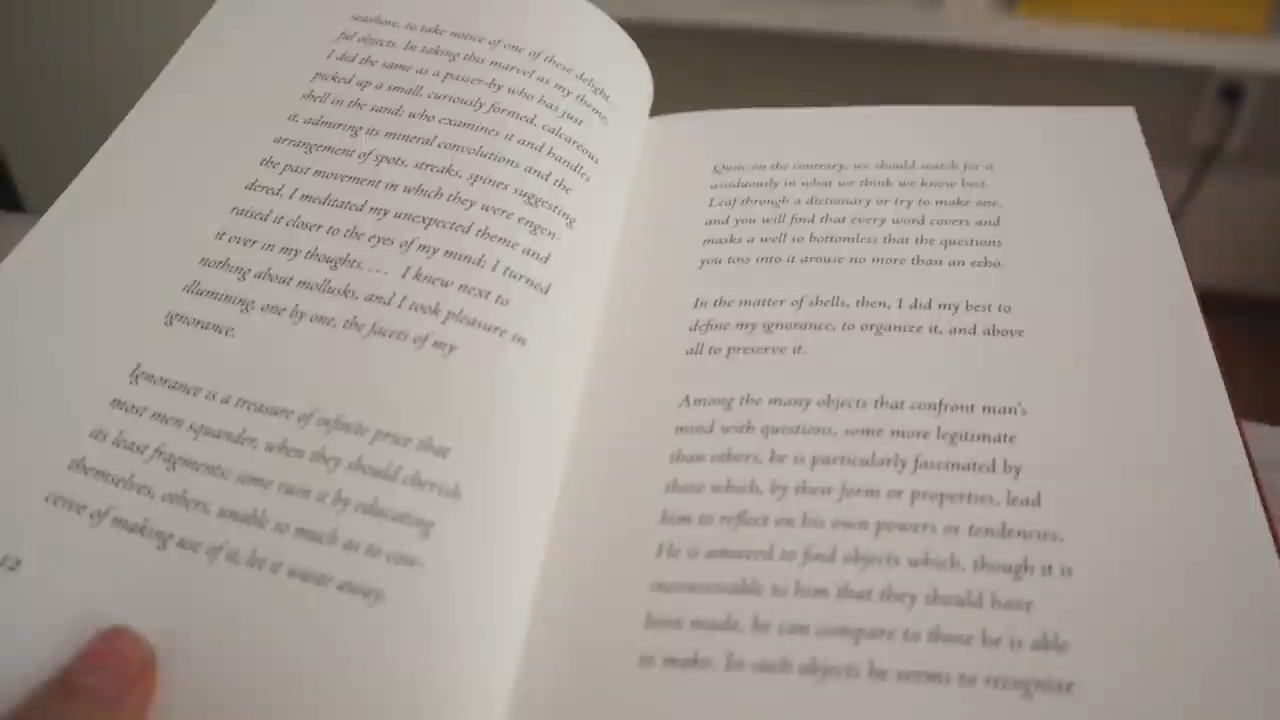 seashore, to take notice of one of these delight-
ful objects. In taking this marvel as my theme,
I did the same as a passer-by who has just
picked up a small, curiously formed, calcareous
shell in the sand; who examines it and handles
it, admiring its mineral convolutions and the
arrangement of spots, streaks, spines suggesting
the past movement in which they were engen-
dered. I meditated my unexpected theme and
raised it closer to the eyes of my mind; I turned
it over in my thoughts. . . . I knew next to
nothing about mollusks, and I took pleasure in
illumining, one by one, the facets of my
ignorance.
Ignorance is a treasure of infinite price that
most men squander, when they should cherish
its least fragments; some ruin it by educating
themselves, others, unable so much as to con-
ceive of making use of it, let it waste away.
12
Quite on the contrary, we should search for it
assiduously in what we think we know best.
Leaf through a dictionary or try to make one,
and you will find that every word covers and
masks a well so bottomless that the questions
you toss into it arouse no more than an echo.
In the matter of shells, then, I did my best to
define my ignorance, to organize it, and above
all to preserve it.
Among the many objects that confront man's
mind with questions, some more legitimate
than others, he is particularly fascinated by
those which, by their form or properties, lead
him to reflect on his own powers or tendencies.
He is amazed to find objects which, though it is
inconceivable to him that they should have
been made, he can compare to those he is able
to make. In such objects he seems to recognize